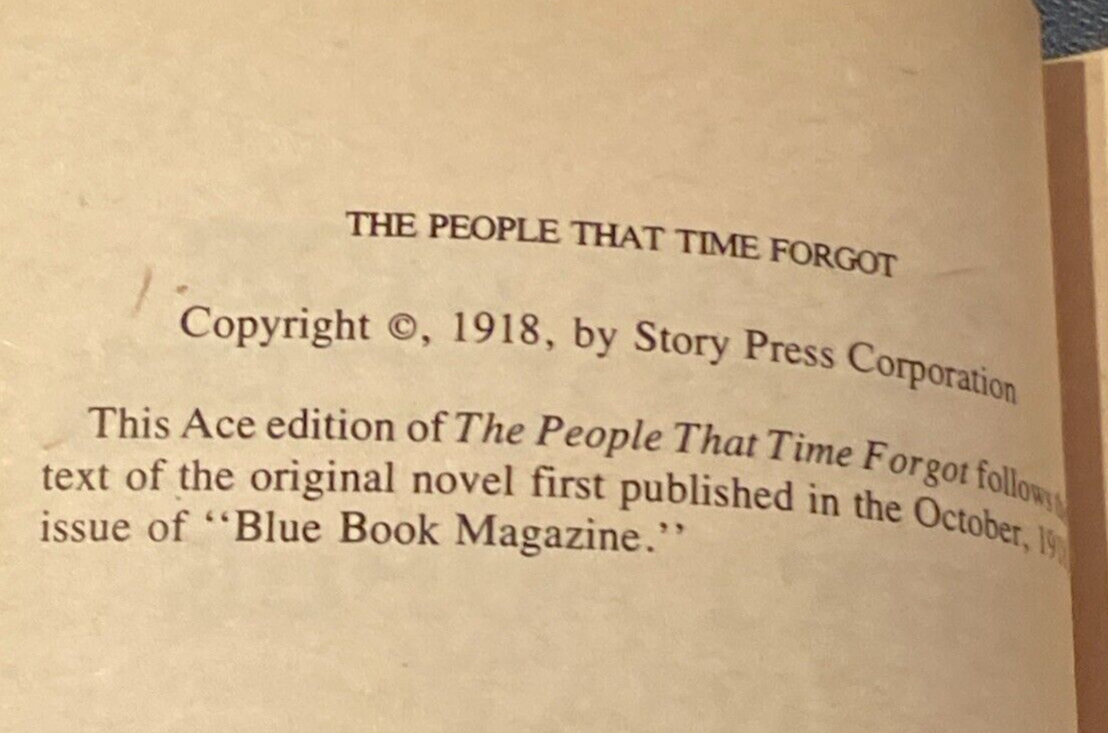 THE PEOPLE THAT TIME FORGOT
Copyright ©, 1918, by Story Press Corporation
This Ace edition of The People That Time Forgot follows
text of the original novel first published in the October,
issue of ‘‘Blue Book Magazine.’’